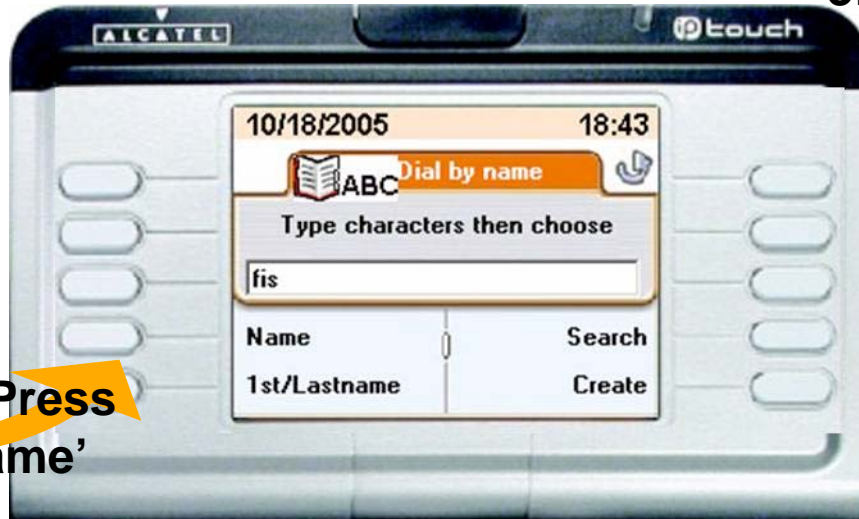 ALCATEL
touch
10/18/2005 18:43
ABC Dial by name
Type characters then choose
fis
Name Search
1st/Lastname Create
Press